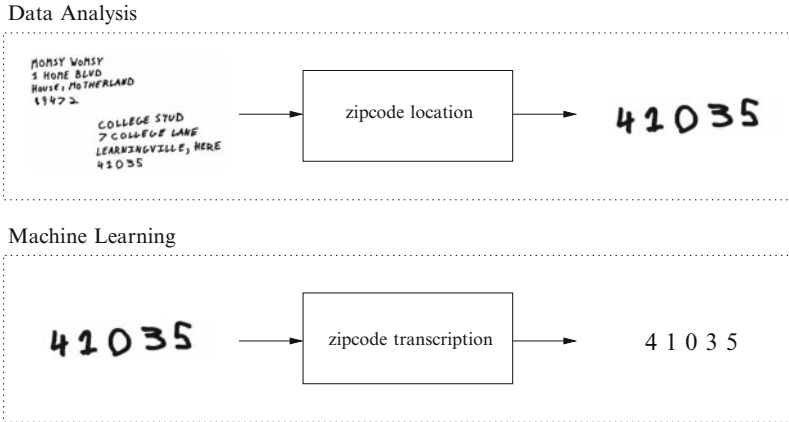 Data Analysis
MOMSY WOMSY
1 HOME BLVD
HOUSE, MOTHERLAND
19472
COLLEGE STUD
7 COLLEGE LANE
LEARNINGVILLE, HERE
41035
zipcode location
41035
Machine Learning
41035
zipcode transcription
4 1 0 3 5